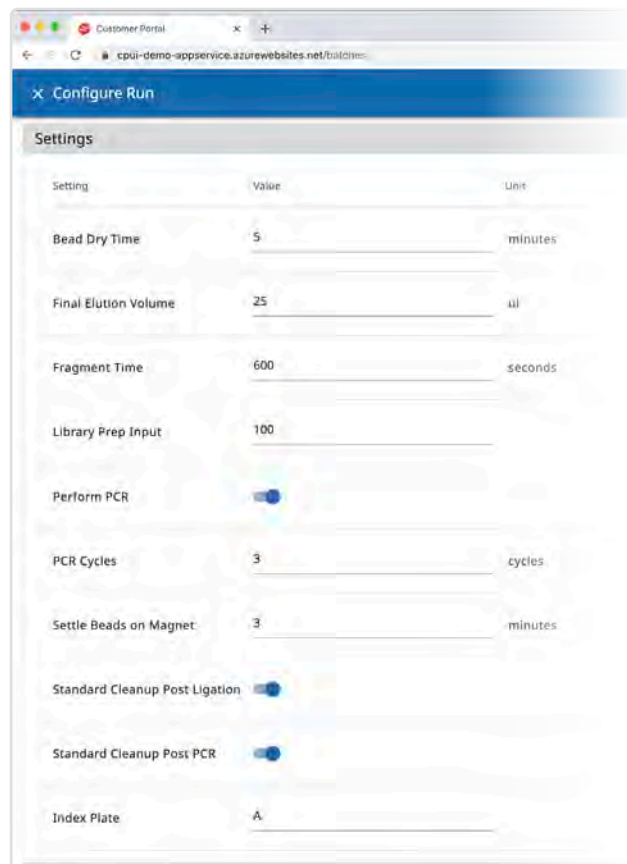 Customer Portal × +
cpui-demo-appservice.azurewebsites.net/batches
× Configure Run
Settings
Setting Value Unit
Bead Dry Time 5 minutes
Final Elution Volume 25 ul
Fragment Time 600 seconds
Library Prep Input 100
Perform PCR
PCR Cycles 3 cycles
Settle Beads on Magnet 3 minutes
Standard Cleanup Post Ligation
Standard Cleanup Post PCR
Index Plate A